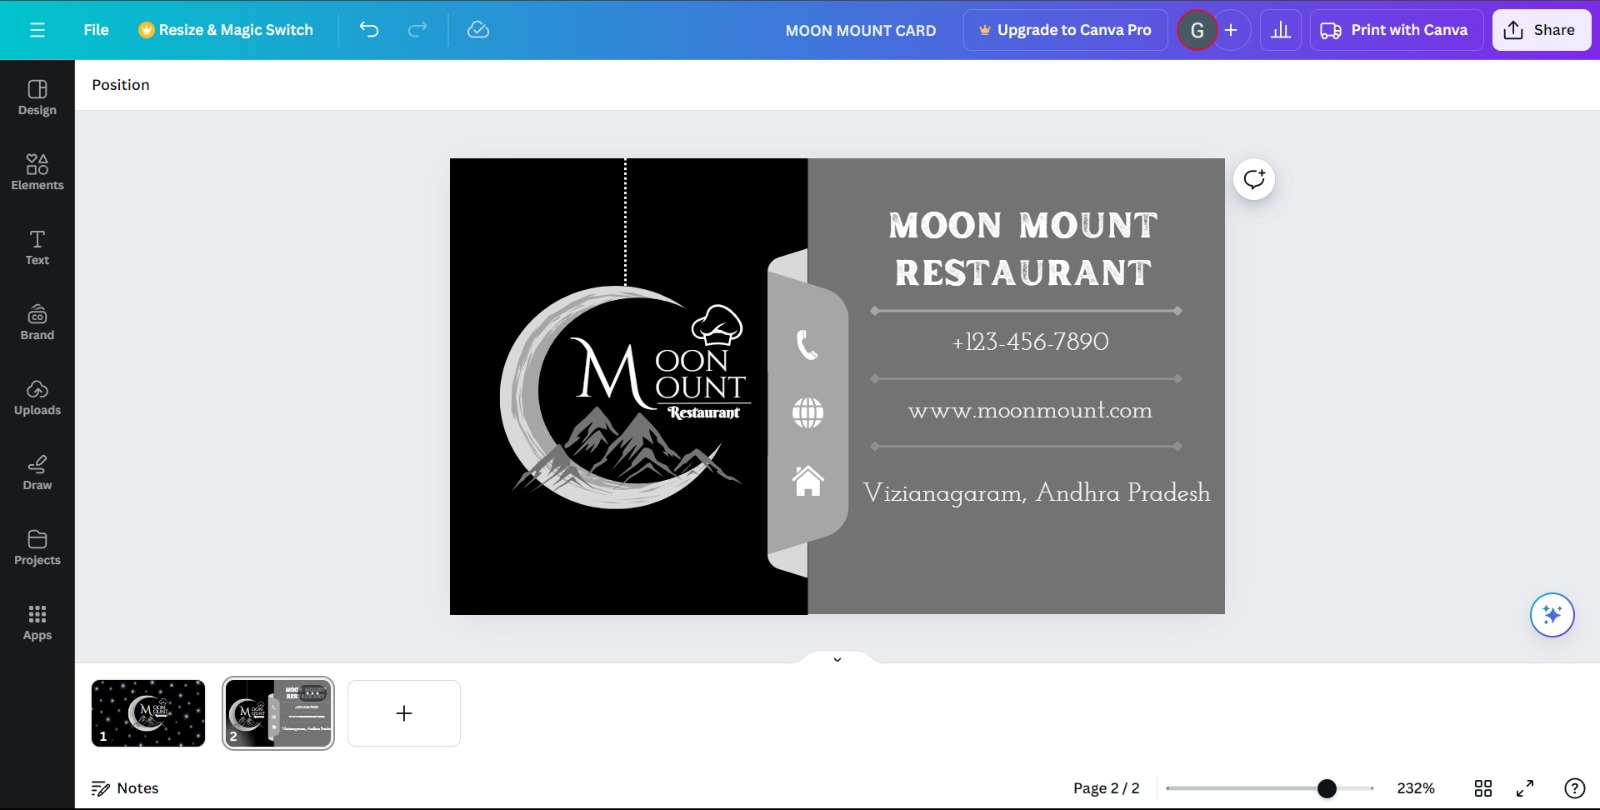 File
Resize & Magic Switch
MOON MOUNT CARD
Upgrade to Canva Pro
G
Print with Canva
Share
Position
Design
Elements
Text
Brand
Uploads
Draw
Projects
Apps
MOON
OUNT
Restaurant
MOON MOUNT
RESTAURANT
+123-456-7890
www.moonmount.com
Vizianagaram, Andhra Pradesh
1
2
Notes
Page 2 / 2
232%